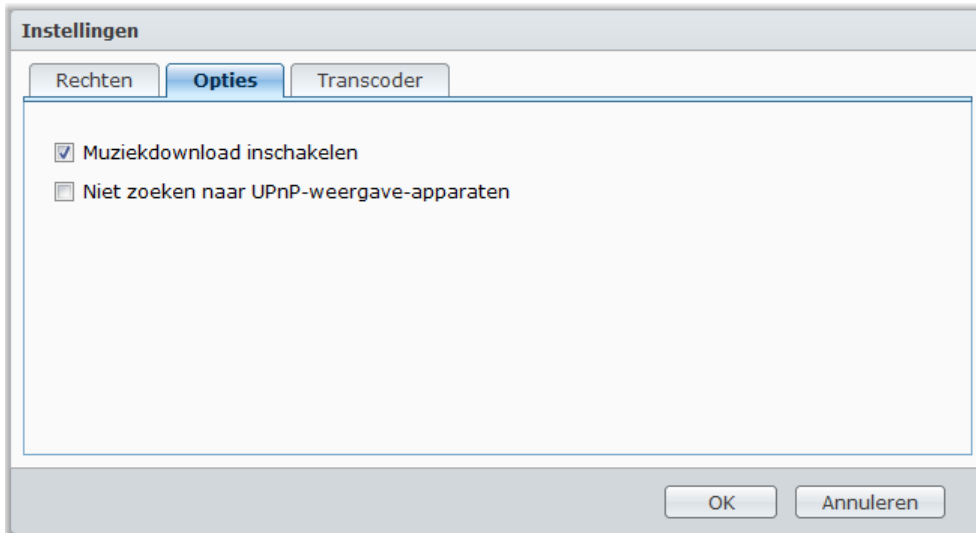 Instellingen
Rechten Opties Transcoder
Muziekdownload inschakelen
Niet zoeken naar UPnP-weergave-apparaten
OK Annuleren